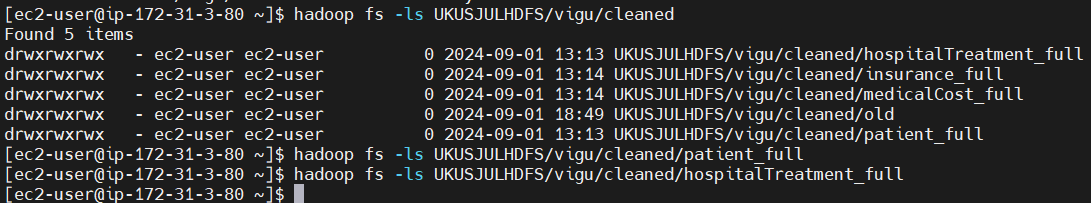 [ec2-user@ip-172-31-3-80 ~]$ hadoop fs -ls UKUSJULHDFS/vigu/cleaned
Found 5 items
drwxrwxrwx   - ec2-user ec2-user          0 2024-09-01 13:13 UKUSJULHDFS/vigu/cleaned/hospitalTreatment_full
drwxrwxrwx   - ec2-user ec2-user          0 2024-09-01 13:14 UKUSJULHDFS/vigu/cleaned/insurance_full
drwxrwxrwx   - ec2-user ec2-user          0 2024-09-01 13:14 UKUSJULHDFS/vigu/cleaned/medicalCost_full
drwxrwxrwx   - ec2-user ec2-user          0 2024-09-01 18:49 UKUSJULHDFS/vigu/cleaned/old
drwxrwxrwx   - ec2-user ec2-user          0 2024-09-01 13:13 UKUSJULHDFS/vigu/cleaned/patient_full
[ec2-user@ip-172-31-3-80 ~]$ hadoop fs -ls UKUSJULHDFS/vigu/cleaned/patient_full
[ec2-user@ip-172-31-3-80 ~]$ hadoop fs -ls UKUSJULHDFS/vigu/cleaned/hospitalTreatment_full
[ec2-user@ip-172-31-3-80 ~]$